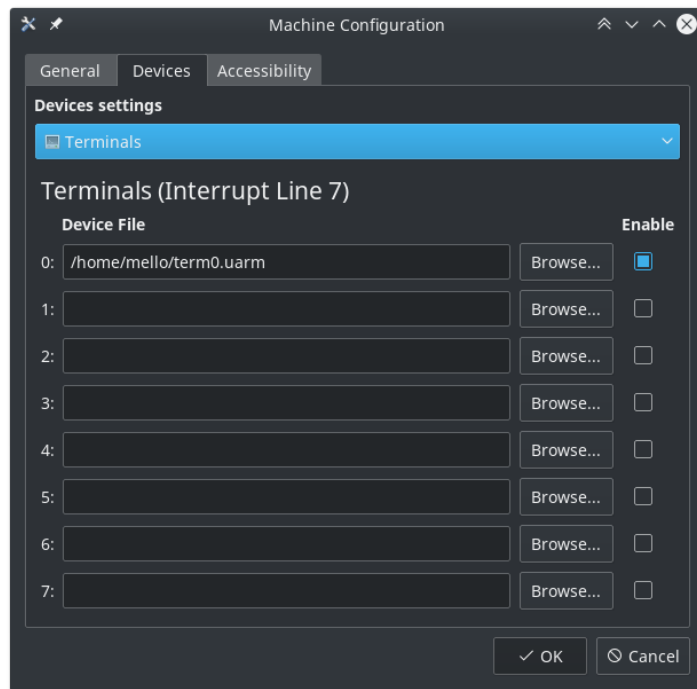 Machine Configuration
General Devices Accessibility
Devices settings
Terminals
Terminals (Interrupt Line 7)
Device File Enable
0: /home/mello/term0.uarm Browse...
1: Browse...
2: Browse...
3: Browse...
4: Browse...
5: Browse...
6: Browse...
7: Browse...
OK Cancel